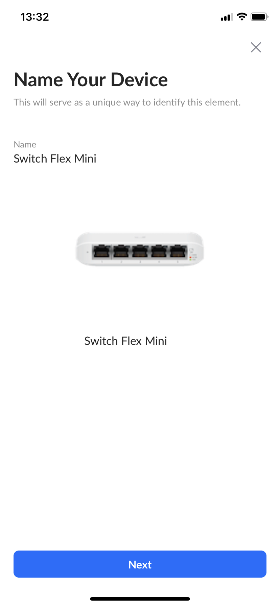 13:32
Name Your Device
This will serve as a unique way to identify this element.
Name
Switch Flex Mini
Switch Flex Mini
Next